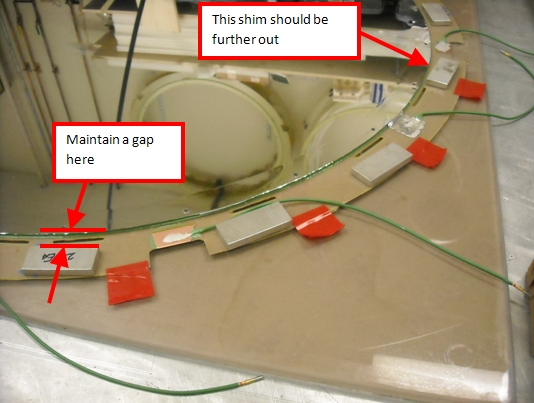 This shim should be
further out
Maintain a gap
here